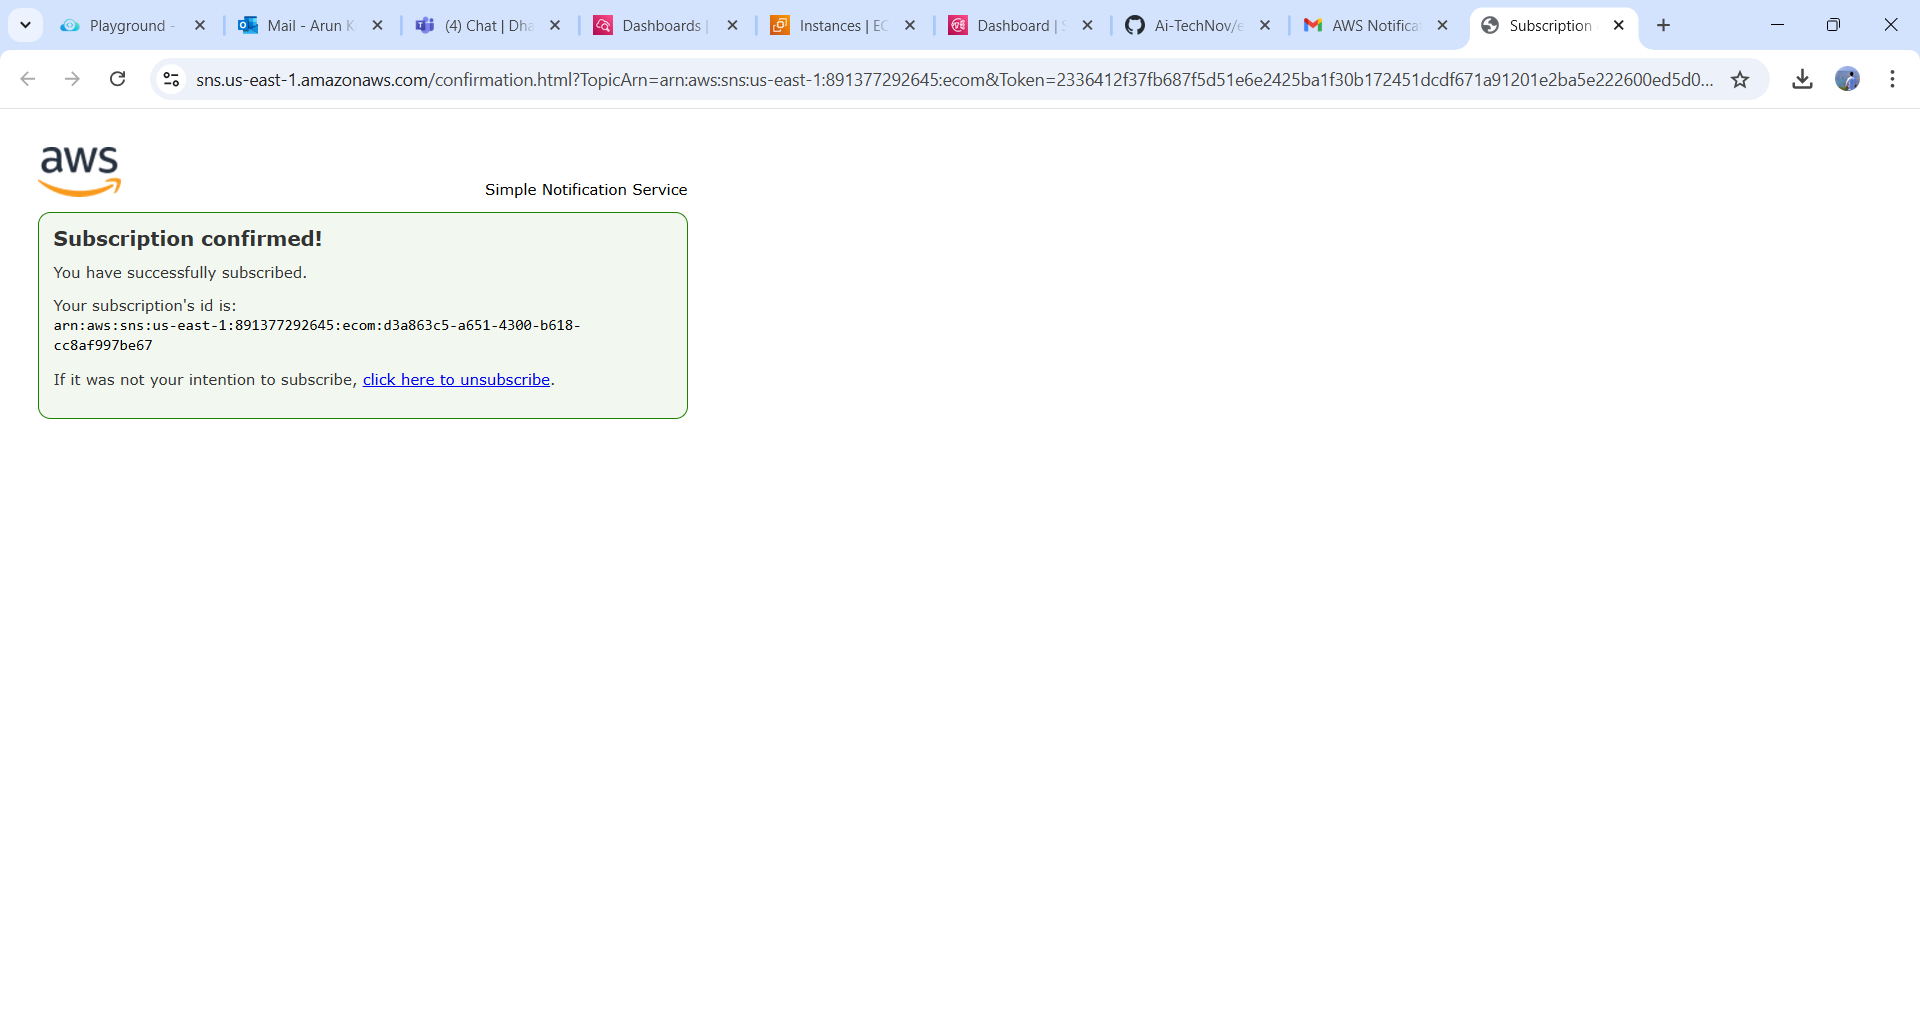 Playground -
Mail - Arun K
(4) Chat | Dha
Dashboards |
Instances | EC
Dashboard | S
Ai-TechNov/e
AWS Notificat
Subscription
sns.us-east-1.amazonaws.com/confirmation.html?TopicArn=arn:aws:sns:us-east-1:891377292645:ecom&Token=2336412f37fb687f5d51e6e2425ba1f30b172451dcdf671a91201e2ba5e222600ed5d0...
aws
Simple Notification Service
Subscription confirmed!
You have successfully subscribed.
Your subscription's id is:
arn:aws:sns:us-east-1:891377292645:ecom:d3a863c5-a651-4300-b618-
cc8af997be67
If it was not your intention to subscribe, click here to unsubscribe.